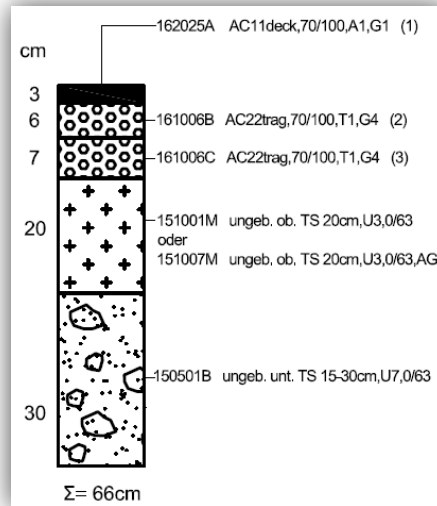 162025A AC11deck,70/100,A1,G1 (1)
cm
3
6 161006B AC22trag,70/100,T1,G4 (2)
7 161006C AC22trag,70/100,T1,G4 (3)
151001M ungeb. ob. TS 20cm,U3,0/63
20 oder
151007M ungeb. ob. TS 20cm,U3,0/63,AG
150501B ungeb. unt. TS 15-30cm,U7,0/63
30
Σ= 66cm